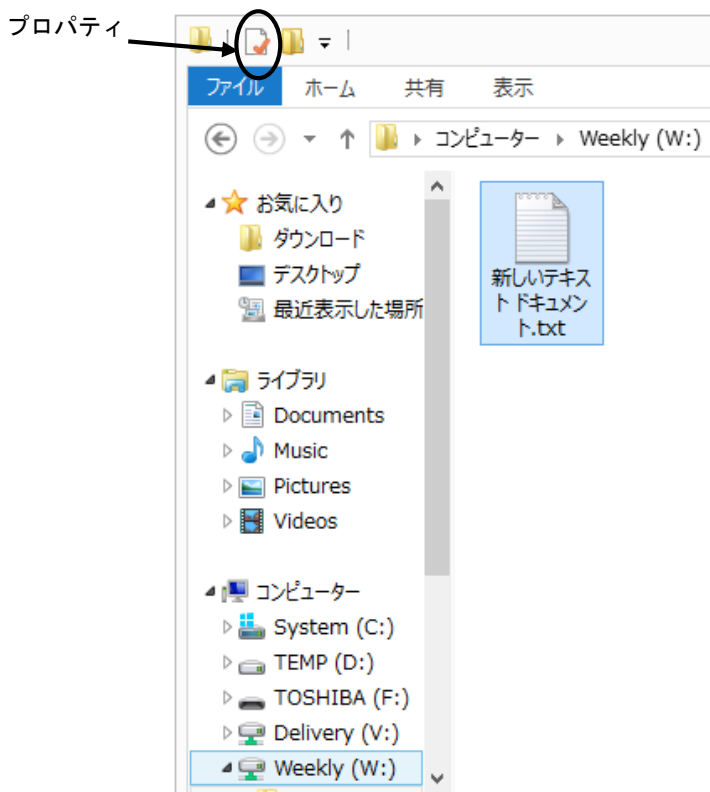 プロパティ
ファイル ホーム 共有 表示
コンピューター Weekly (W:)
お気に入り
ダウンロード
デスクトップ
最近表示した場所
ライブラリ
Documents
Music
Pictures
Videos
コンピューター
System (C:)
TEMP (D:)
TOSHIBA (F:)
Delivery (V:)
Weekly (W:)
新しいテキス
ト ドキュメン
ト.txt